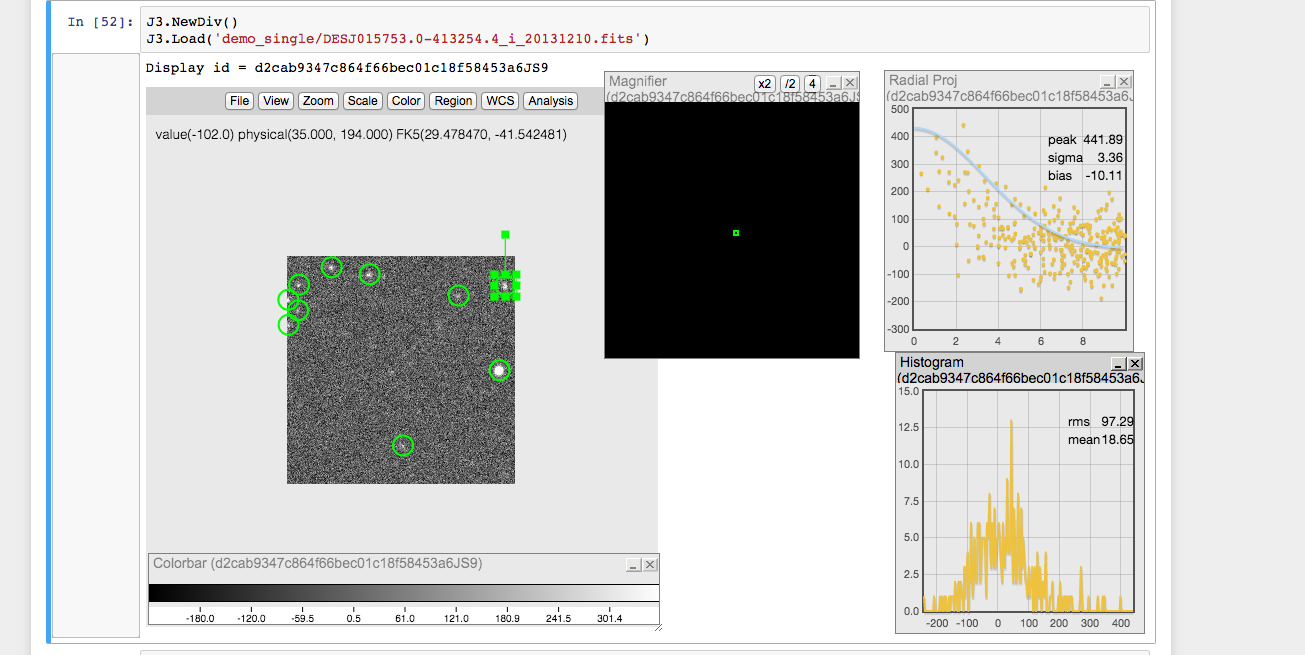 In [52]:
J3.NewDiv()
J3.Load('demo_single/DESJ015753.0-413254.4_i_20131210.fits')
Display id = d2cab9347c864f66bec01c18f58453a6JS9
File View Zoom Scale Color Region WCS Analysis
value(-102.0) physical(35.000, 194.000) FK5(29.478470, -41.542481)
Magnifier
x2 /2 4
(d2cab9347c864f66bec01c18f58453a6JS
Radial Proj
(d2cab9347c864f66bec01c18f58453a6J
500
400
300
200
100
0
-100
-200
-300
peak 441.89
sigma 3.36
bias -10.11
0 2 4 6 8
Histogram
(d2cab9347c864f66bec01c18f58453a6J
15.0
12.5
10.0
7.5
5.0
2.5
0.0
rms 97.29
mean 18.65
-200 -100 0 100 200 300 400
Colorbar (d2cab9347c864f66bec01c18f58453a6JS9)
-180.0 -120.0 -59.5 0.5 61.0 121.0 180.9 241.5 301.4